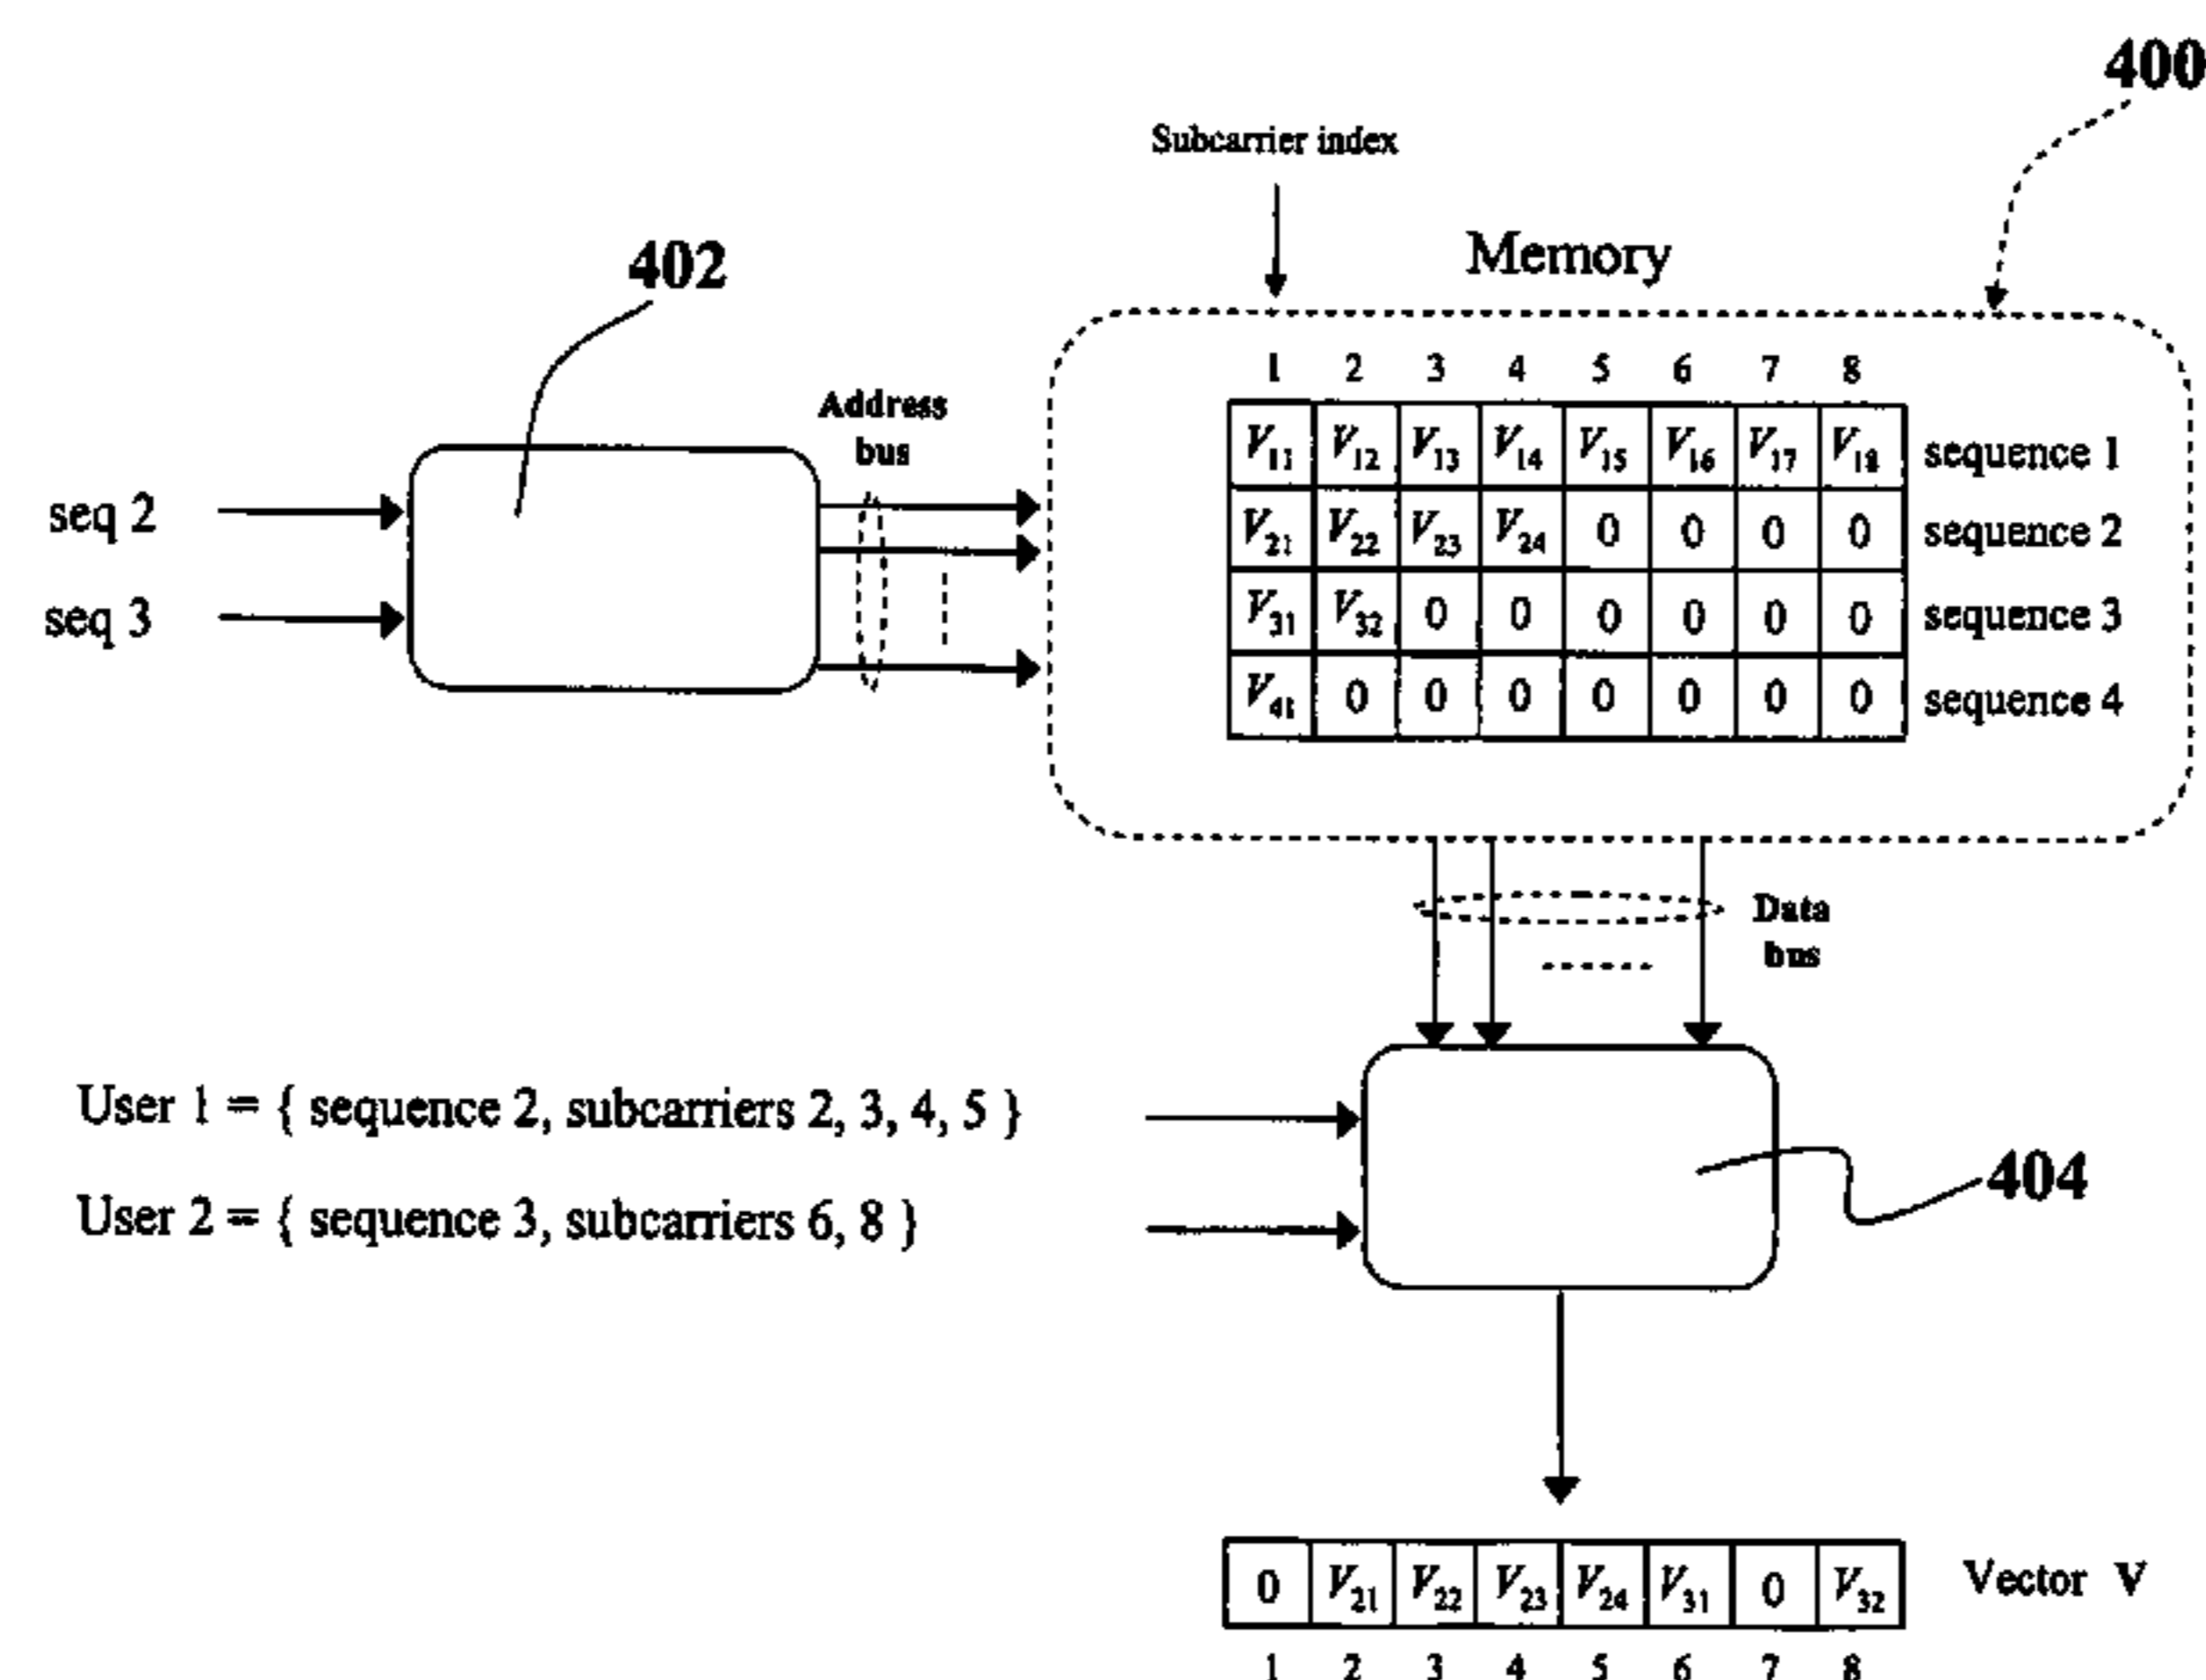 400
Subcarrier index
Memory
402
Address
bus
1 2 3 4 5 6 7 8
V11 V12 V13 V14 V15 V16 V17 V18 sequence 1
seq 2
V21 V22 V23 V24 0 0 0 0 sequence 2
seq 3
V31 V32 0 0 0 0 0 0 sequence 3
V41 0 0 0 0 0 0 0 sequence 4
Data
bus
User 1 = { sequence 2, subcarriers 2, 3, 4, 5 }
404
User 2 = { sequence 3, subcarriers 6, 8 }
0 V21 V22 V23 V24 V31 0 V32 Vector V
1 2 3 4 5 6 7 8